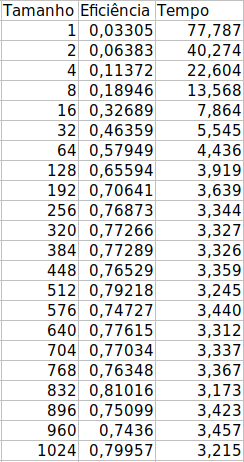 Tamanho Eficiência Tempo
1 0,03305 77,787
2 0,06383 40,274
4 0,11372 22,604
8 0,18946 13,568
16 0,32689 7,864
32 0,46359 5,545
64 0,57949 4,436
128 0,65594 3,919
192 0,70641 3,639
256 0,76873 3,344
320 0,77266 3,327
384 0,77289 3,326
448 0,76529 3,359
512 0,79218 3,245
576 0,74727 3,440
640 0,77615 3,312
704 0,77034 3,337
768 0,76348 3,367
832 0,81016 3,173
896 0,75099 3,423
960 0,7436 3,457
1024 0,79957 3,215